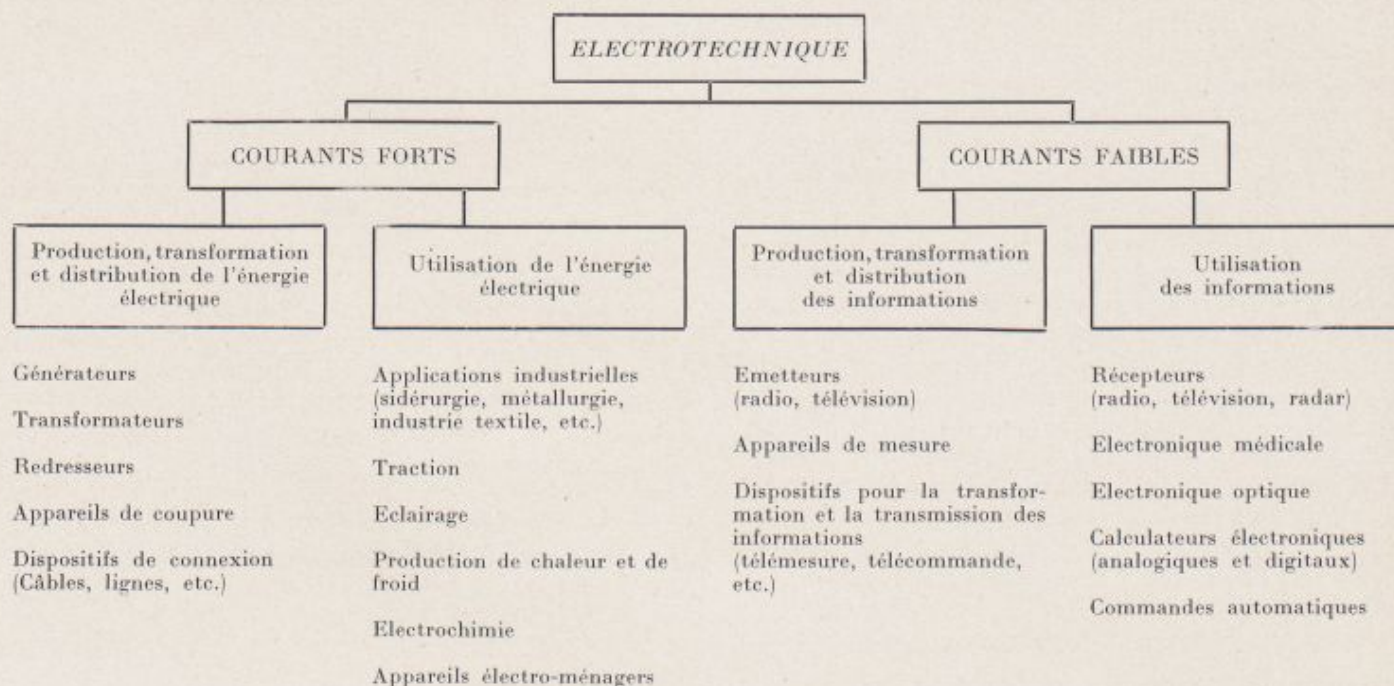 ELECTROTECHNIQUE
COURANTS FORTS
COURANTS FAIBLES
Production, transformation
et distribution de l'énergie
électrique
Utilisation de l'énergie
électrique
Production, transformation
et distribution
des informations
Utilisation
des informations
Générateurs
Transformateurs
Redresseurs
Appareils de coupure
Dispositifs de connexion
(Câbles, lignes, etc.)
Applications industrielles
(sidérurgie, métallurgie,
industrie textile, etc.)
Traction
Eclairage
Production de chaleur et de
froid
Electrochimie
Appareils électro-ménagers
Emetteurs
(radio, télévision)
Appareils de mesure
Dispositifs pour la transfor-
mation et la transmission des
informations
(télémesure, télécommande,
etc.)
Récepteurs
(radio, télévision, radar)
Electronique médicale
Electronique optique
Calculateurs électroniques
(analogiques et digitaux)
Commandes automatiques